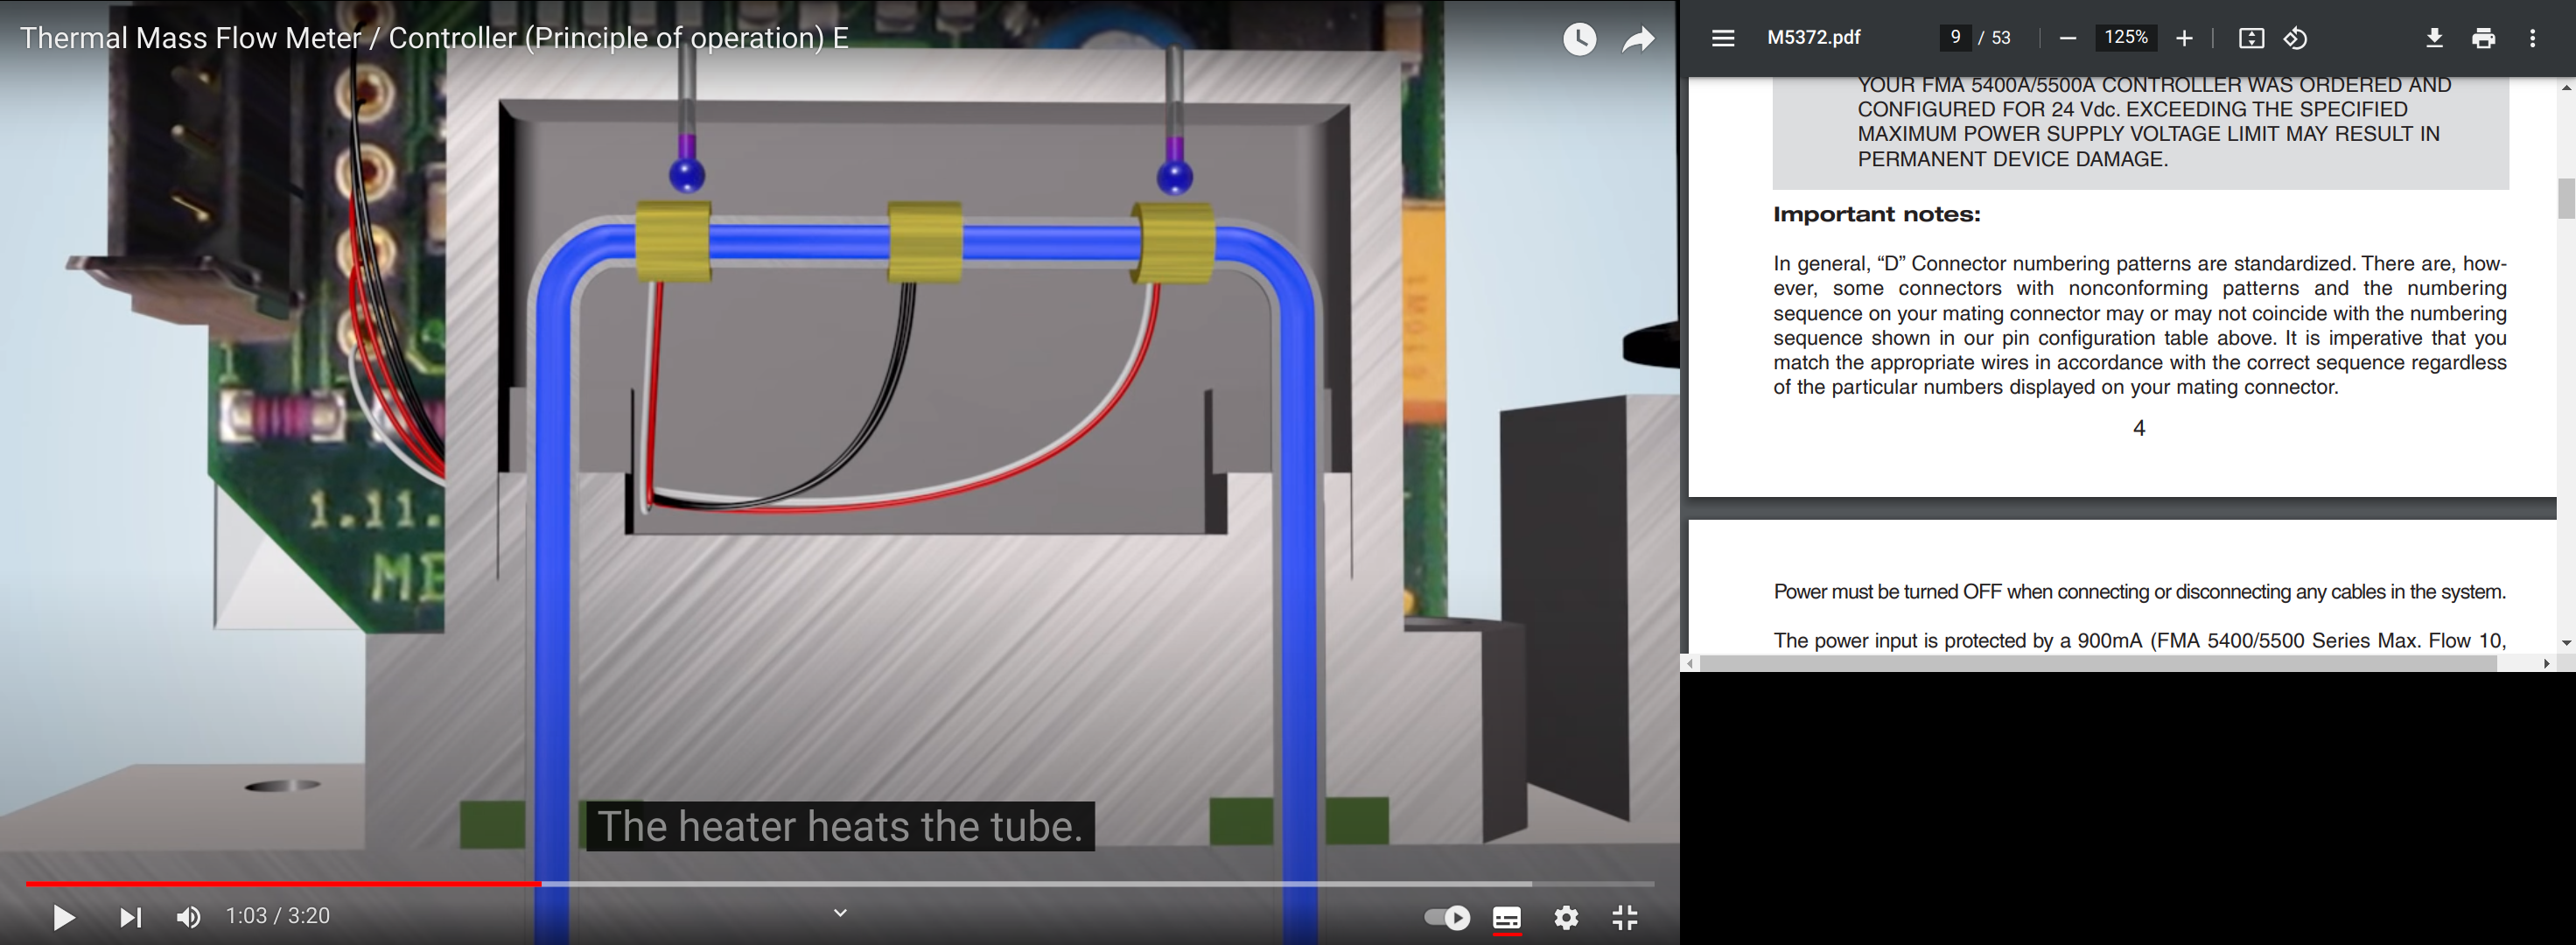 Thermal Mass Flow Meter / Controller (Principle of operation) E
1.11.
ME
The heater heats the tube.
1:03 / 3:20
M5372.pdf
9 / 53
125%
YOUR FMA 5400A/5500A CONTROLLER WAS ORDERED AND
CONFIGURED FOR 24 Vdc. EXCEEDING THE SPECIFIED
MAXIMUM POWER SUPPLY VOLTAGE LIMIT MAY RESULT IN
PERMANENT DEVICE DAMAGE.
Important notes:
In general, “D” Connector numbering patterns are standardized. There are, how-
ever, some connectors with nonconforming patterns and the numbering
sequence on your mating connector may or may not coincide with the numbering
sequence shown in our pin configuration table above. It is imperative that you
match the appropriate wires in accordance with the correct sequence regardless
of the particular numbers displayed on your mating connector.
4
Power must be turned OFF when connecting or disconnecting any cables in the system.
The power input is protected by a 900mA (FMA 5400/5500 Series Max. Flow 10,